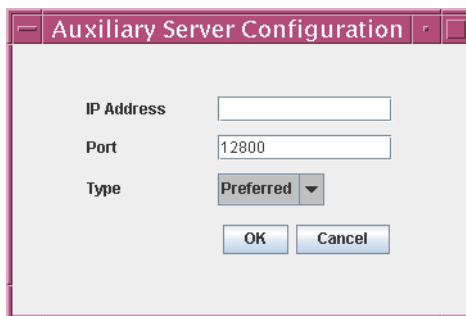 Auxiliary Server Configuration
IP Address
Port 12800
Type Preferred
OK Cancel